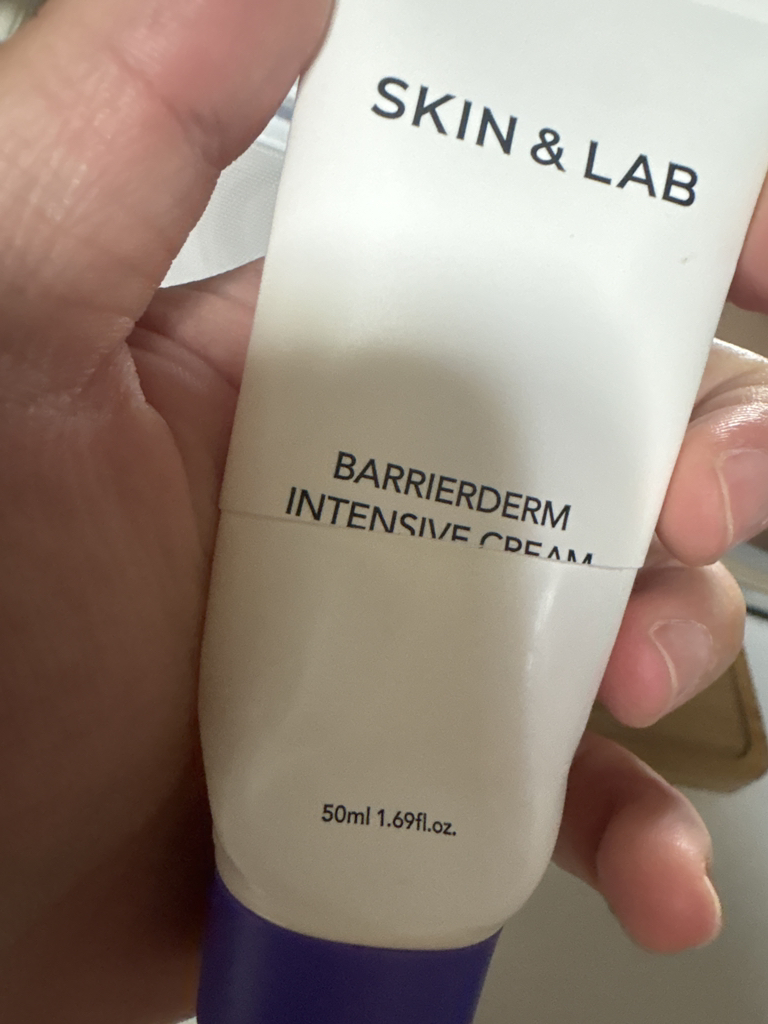 SKIN & LAB
BARRIERDERM
INTENSIVE CREAM
50ml 1.69fl.oz.